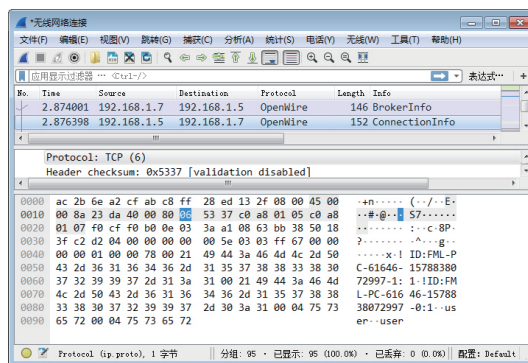 *无线网络连接
文件(F) 编辑(E) 视图(V) 跳转(G) 捕获(C) 分析(A) 统计(S) 电话(Y) 无线(W) 工具(T) 帮助(H)
应用显示过滤器 … <Ctrl-/> 表达式… +
No. Time Source Destination Protocol Length Info
2.874001 192.168.1.7 192.168.1.5 OpenWire 146 BrokerInfo
2.876398 192.168.1.5 192.168.1.7 OpenWire 152 ConnectionInfo
Protocol: TCP (6)
Header checksum: 0x5337 [validation disabled]
0000 ac 2b 6e a2 cf ab c8 ff 28 ed 13 2f 08 00 45 00 ·+n····· (··/··E·
0010 00 8a 23 da 40 00 80 06 53 37 c0 a8 01 05 c0 a8 ··#·@··· S7······
0020 01 07 f0 cf f0 b0 0e 03 3a a1 08 63 bb 38 50 18 ········ :··c·8P·
0030 3f c2 d2 04 00 00 00 00 00 5e 03 03 ff 67 00 00 ?······· ·^···g··
0040 00 00 01 00 00 78 00 21 49 44 3a 46 4d 4c 2d 50 ·····x·! ID:FML-P
0050 43 2d 36 31 36 34 36 2d 31 35 37 38 38 33 38 30 C-61646- 15788380
0060 37 32 39 39 37 2d 31 3a 31 00 21 49 44 3a 46 4d 72997-1: 1·!ID:FM
0070 4c 2d 50 43 2d 36 31 36 34 36 2d 31 35 37 38 38 L-PC-616 46-15788
0080 33 38 30 37 32 39 39 37 2d 30 3a 31 00 04 75 73 38072997 -0:1··us
0090 65 72 00 04 75 73 65 72 er··user
Protocol (ip.proto), 1 字节 分组: 95 · 已显示: 95 (100.0%) · 已丢弃: 0 (0.0%) 配置: Default